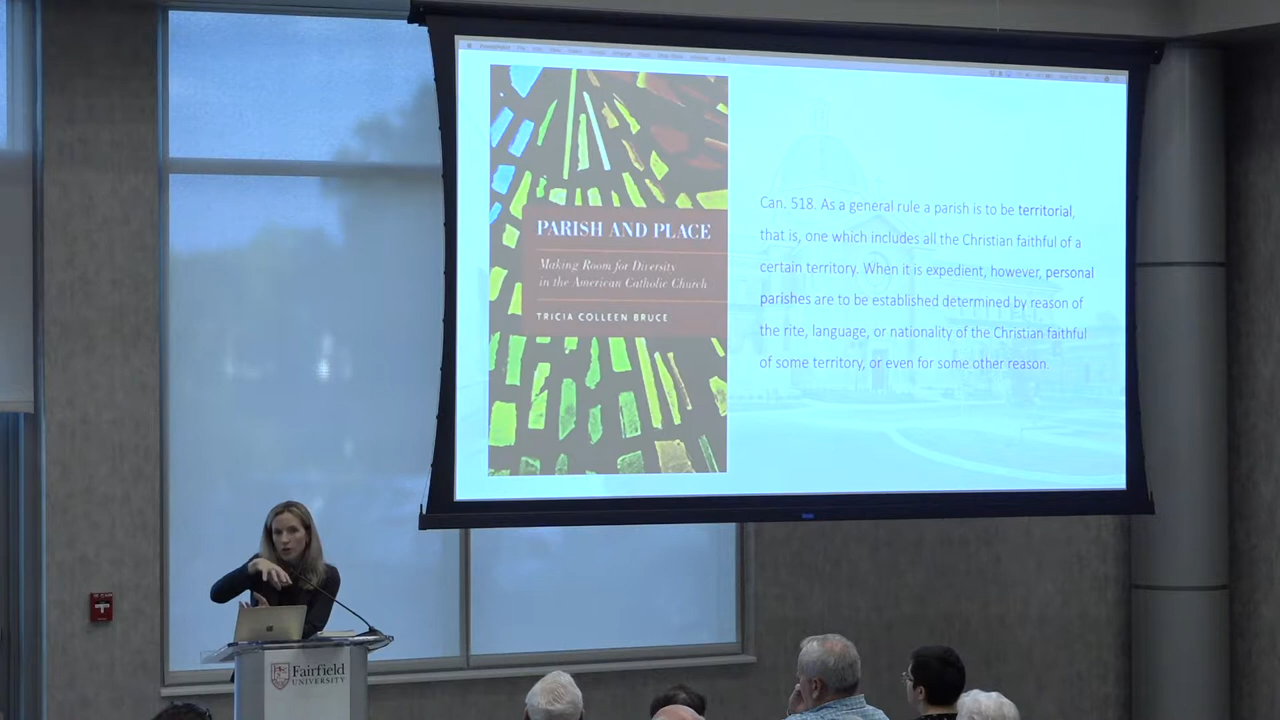 PARISH AND PLACE
Making Room for Diversity
in the American Catholic Church
TRICIA COLLEEN BRUCE
Can. 518. As a general rule a parish is to be territorial,
that is, one which includes all the Christian faithful of a
certain territory. When it is expedient, however, personal
parishes are to be established determined by reason of
the rite, language, or nationality of the Christian faithful
of some territory, or even for some other reason.
Fairfield
UNIVERSITY